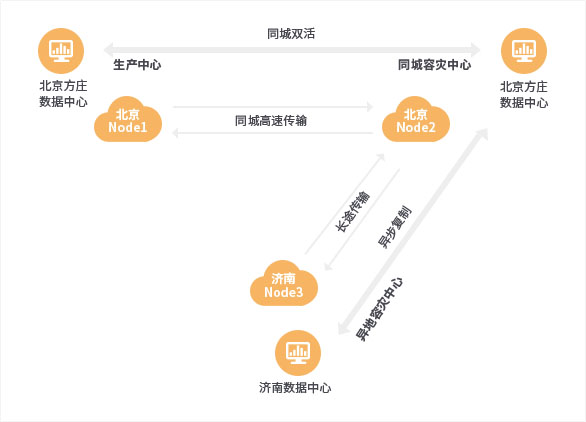 同城双活
生产中心
同城容灾中心
北京方庄
数据中心
北京方庄
数据中心
北京
Node1
同城高速传输
北京
Node2
长途传输
异步复制
济南
Node3
异地容灾中心
济南数据中心